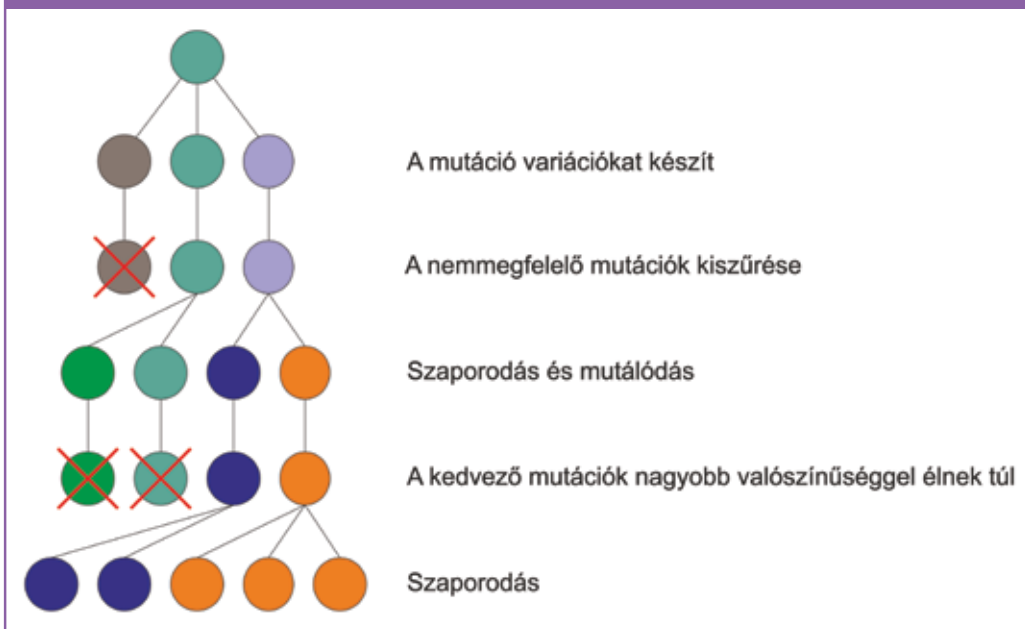 A mutáció variációkat készít
A nemmegfelelő mutációk kiszűrése
Szaporodás és mutálódás
A kedvező mutációk nagyobb valószínűséggel élnek túl
Szaporodás